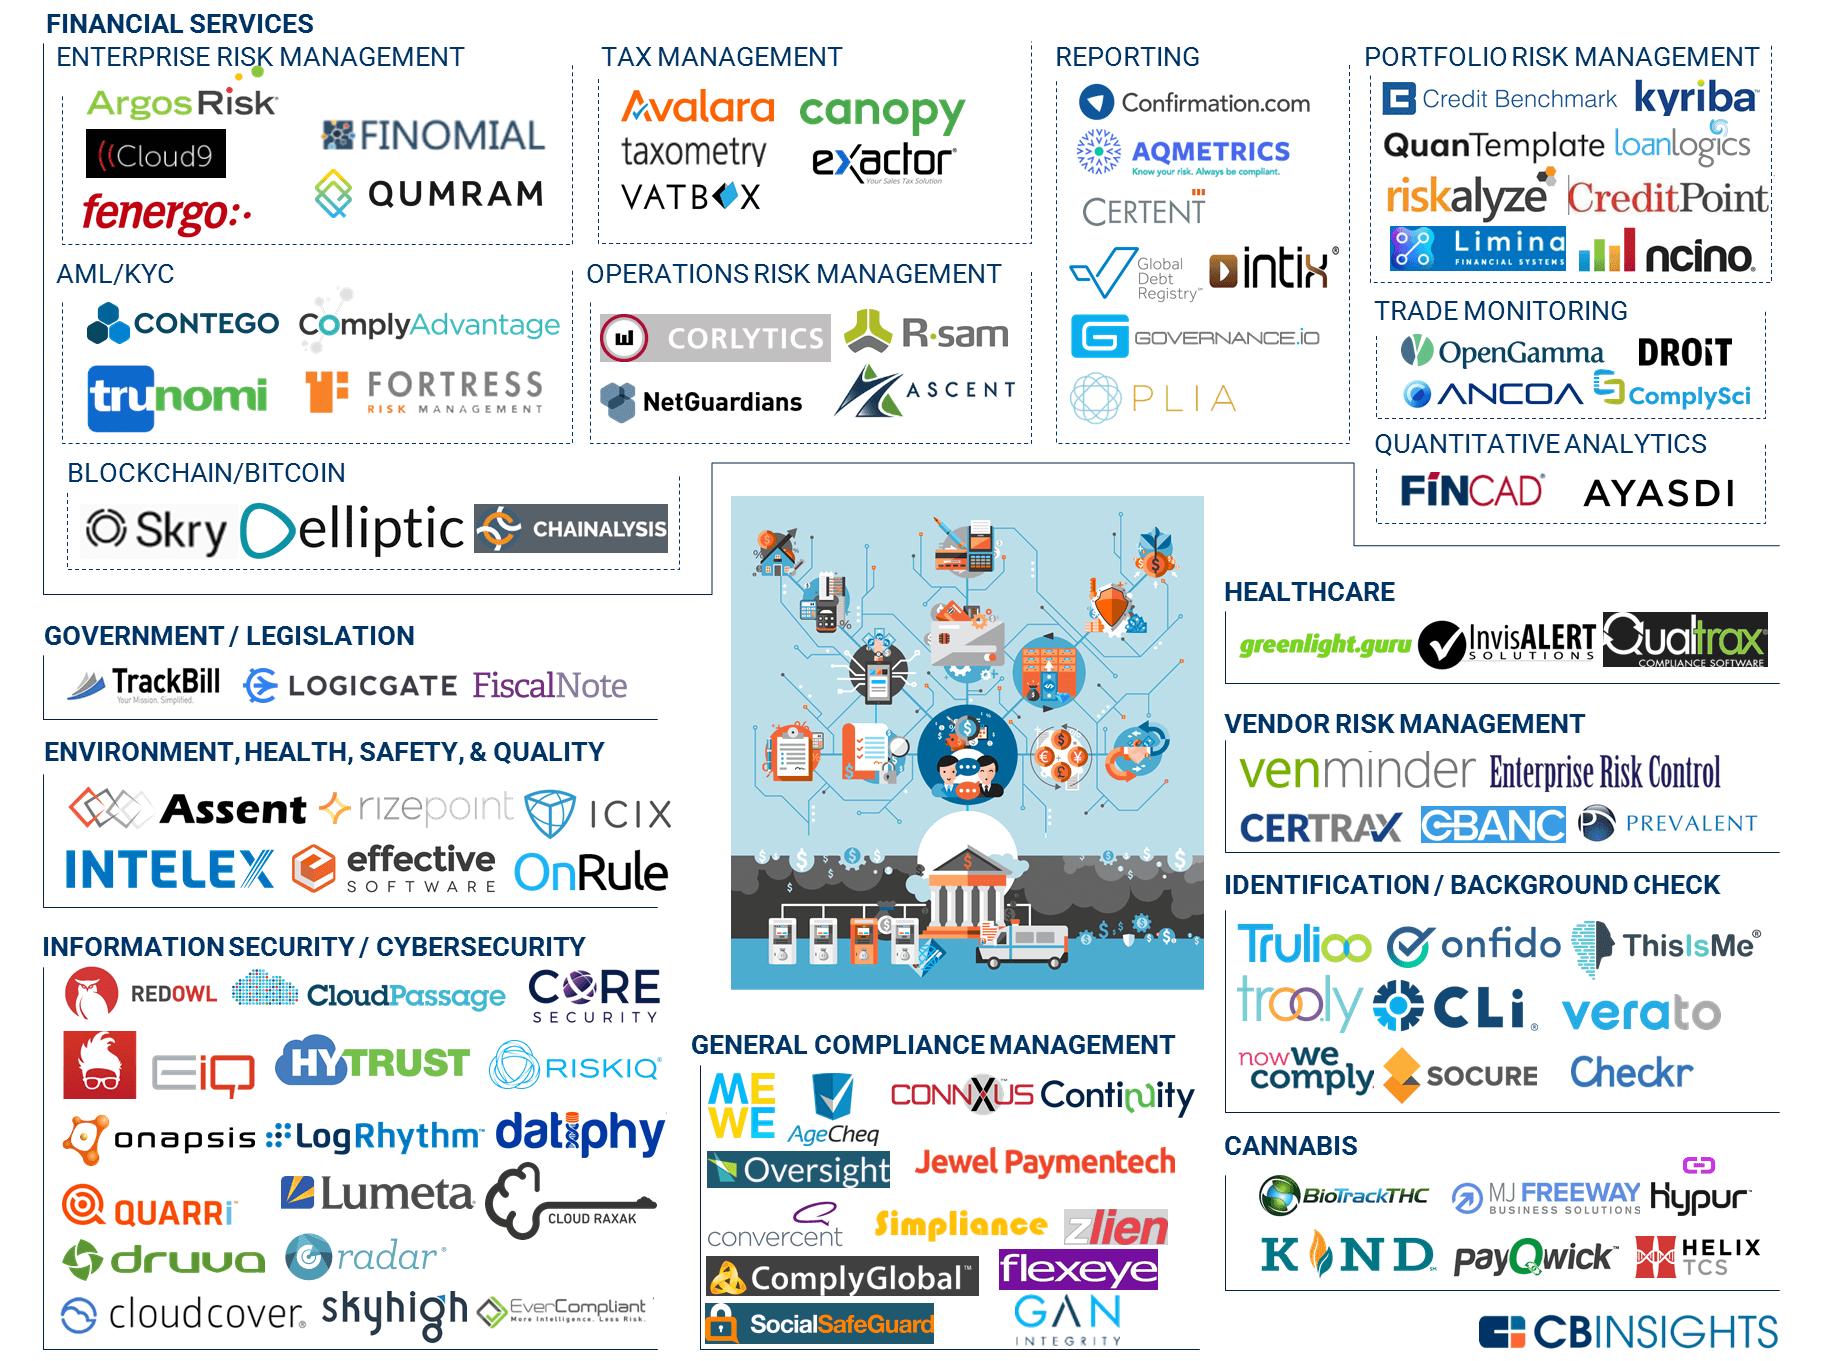 FINANCIAL SERVICES
ENTERPRISE RISK MANAGEMENT
ArgosRisk
Cloud9
FINOMIAL
fenergo
QUMRAM
TAX MANAGEMENT
Avalara
canopy
taxometry
exactor
Your Sales Tax Solution
VATBOX
REPORTING
Confirmation.com
AQMETRICS
Know your risk. Always be compliant.
CERTENT
Global
Debt
Registry
intix
GOVERNANCE.iO
PLIA
PORTFOLIO RISK MANAGEMENT
Credit Benchmark
kyriba
QuanTemplate
loanlogics
riskalyze
CreditPoint
Limina
FINANCIAL SYSTEMS
ncino
AML/KYC
CONTEGO
ComplyAdvantage
trunomi
FORTRESS
RISK MANAGEMENT
OPERATIONS RISK MANAGEMENT
CORLYTICS
R·sam
NetGuardians
ASCENT
TRADE MONITORING
OpenGamma
DROIT
ANCOA
ComplySci
QUANTITATIVE ANALYTICS
FINCAD
AYASDI
BLOCKCHAIN/BITCOIN
Skry
elliptic
CHAINALYSIS
GOVERNMENT / LEGISLATION
TrackBill
Your Mission. Simplified.
LOGICGATE
FiscalNote
ENVIRONMENT, HEALTH, SAFETY, & QUALITY
Assent
rizepoint
ICIX
INTELEX
effective
SOFTWARE
OnRule
INFORMATION SECURITY / CYBERSECURITY
REDOWL
CloudPassage
CORE
SECURITY
EiQ
HYTRUST
RISKIQ
onapsis
LogRhythm
datiphy
QUARRi
Lumeta
CLOUD RAXAK
druva
radar
cloudcover
skyhigh
EverCompliant
More Intelligence. Less Risk.
GENERAL COMPLIANCE MANAGEMENT
ME
WE
AgeCheq
CONNXUS
Continuity
Oversight
Jewel Paymentech
convercent
Simpliance
zlien
ComplyGlobal
flexeye
SocialSafeGuard
GAN
INTEGRITY
HEALTHCARE
greenlight.guru
InvisALERT
SOLUTIONS
Qualtrax
COMPLIANCE SOFTWARE
VENDOR RISK MANAGEMENT
venminder
Enterprise Risk Control
CERTRAX
CBANC
PREVALENT
IDENTIFICATION / BACKGROUND CHECK
Trulioo
onfido
ThisIsMe
trooly
CLi
verato
now we
comply
SOCURE
Checkr
CANNABIS
BioTrackTHC
MJ FREEWAY
BUSINESS SOLUTIONS
Hypur
KIND
payQwick
HELIX
TCS
CBINSIGHTS